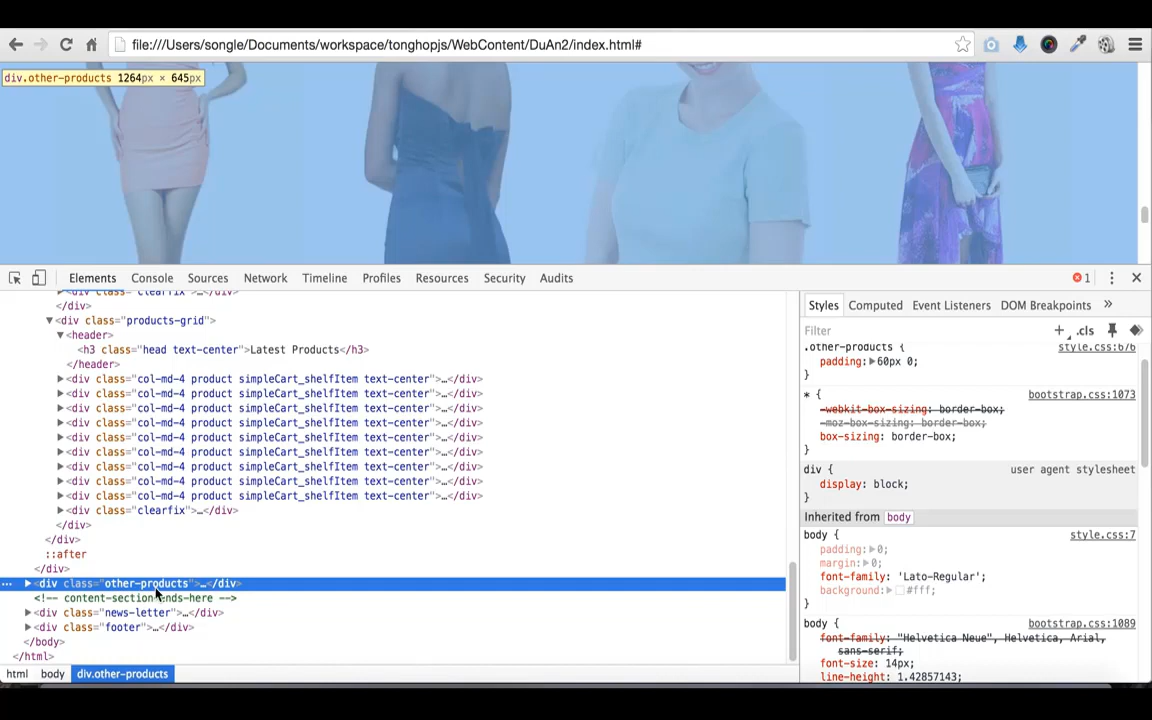 file:///Users/songle/Documents/workspace/tonghopjs/WebContent/DuAn2/index.html#
div.other-products 1264px × 645px
Elements Console Sources Network Timeline Profiles Resources Security Audits 1
<div class="clearfix">…</div>
</div>
<div class="products-grid">
<header>
<h3 class="head text-center">Latest Products</h3>
</header>
<div class="col-md-4 product simpleCart_shelfItem text-center">…</div>
<div class="col-md-4 product simpleCart_shelfItem text-center">…</div>
<div class="col-md-4 product simpleCart_shelfItem text-center">…</div>
<div class="col-md-4 product simpleCart_shelfItem text-center">…</div>
<div class="col-md-4 product simpleCart_shelfItem text-center">…</div>
<div class="col-md-4 product simpleCart_shelfItem text-center">…</div>
<div class="col-md-4 product simpleCart_shelfItem text-center">…</div>
<div class="col-md-4 product simpleCart_shelfItem text-center">…</div>
<div class="col-md-4 product simpleCart_shelfItem text-center">…</div>
<div class="clearfix">…</div>
</div>
</div>
::after
</div>
<div class="other-products">…</div>
<!-- content-section-ends-here -->
<div class="news-letter">…</div>
<div class="footer">…</div>
</body>
</html>
html body div.other-products
Styles Computed Event Listeners DOM Breakpoints »
Filter + .cls
.other-products { style.css:676
padding: 60px 0;
}
* { bootstrap.css:1073
-webkit-box-sizing: border-box;
-moz-box-sizing: border-box;
box-sizing: border-box;
}
div { user agent stylesheet
display: block;
}
Inherited from body
body { style.css:7
padding: 0;
margin: 0;
font-family: 'Lato-Regular';
background: #fff;
}
body { bootstrap.css:1089
font-family: "Helvetica Neue", Helvetica, Arial,
sans-serif;
font-size: 14px;
line-height: 1.42857143;